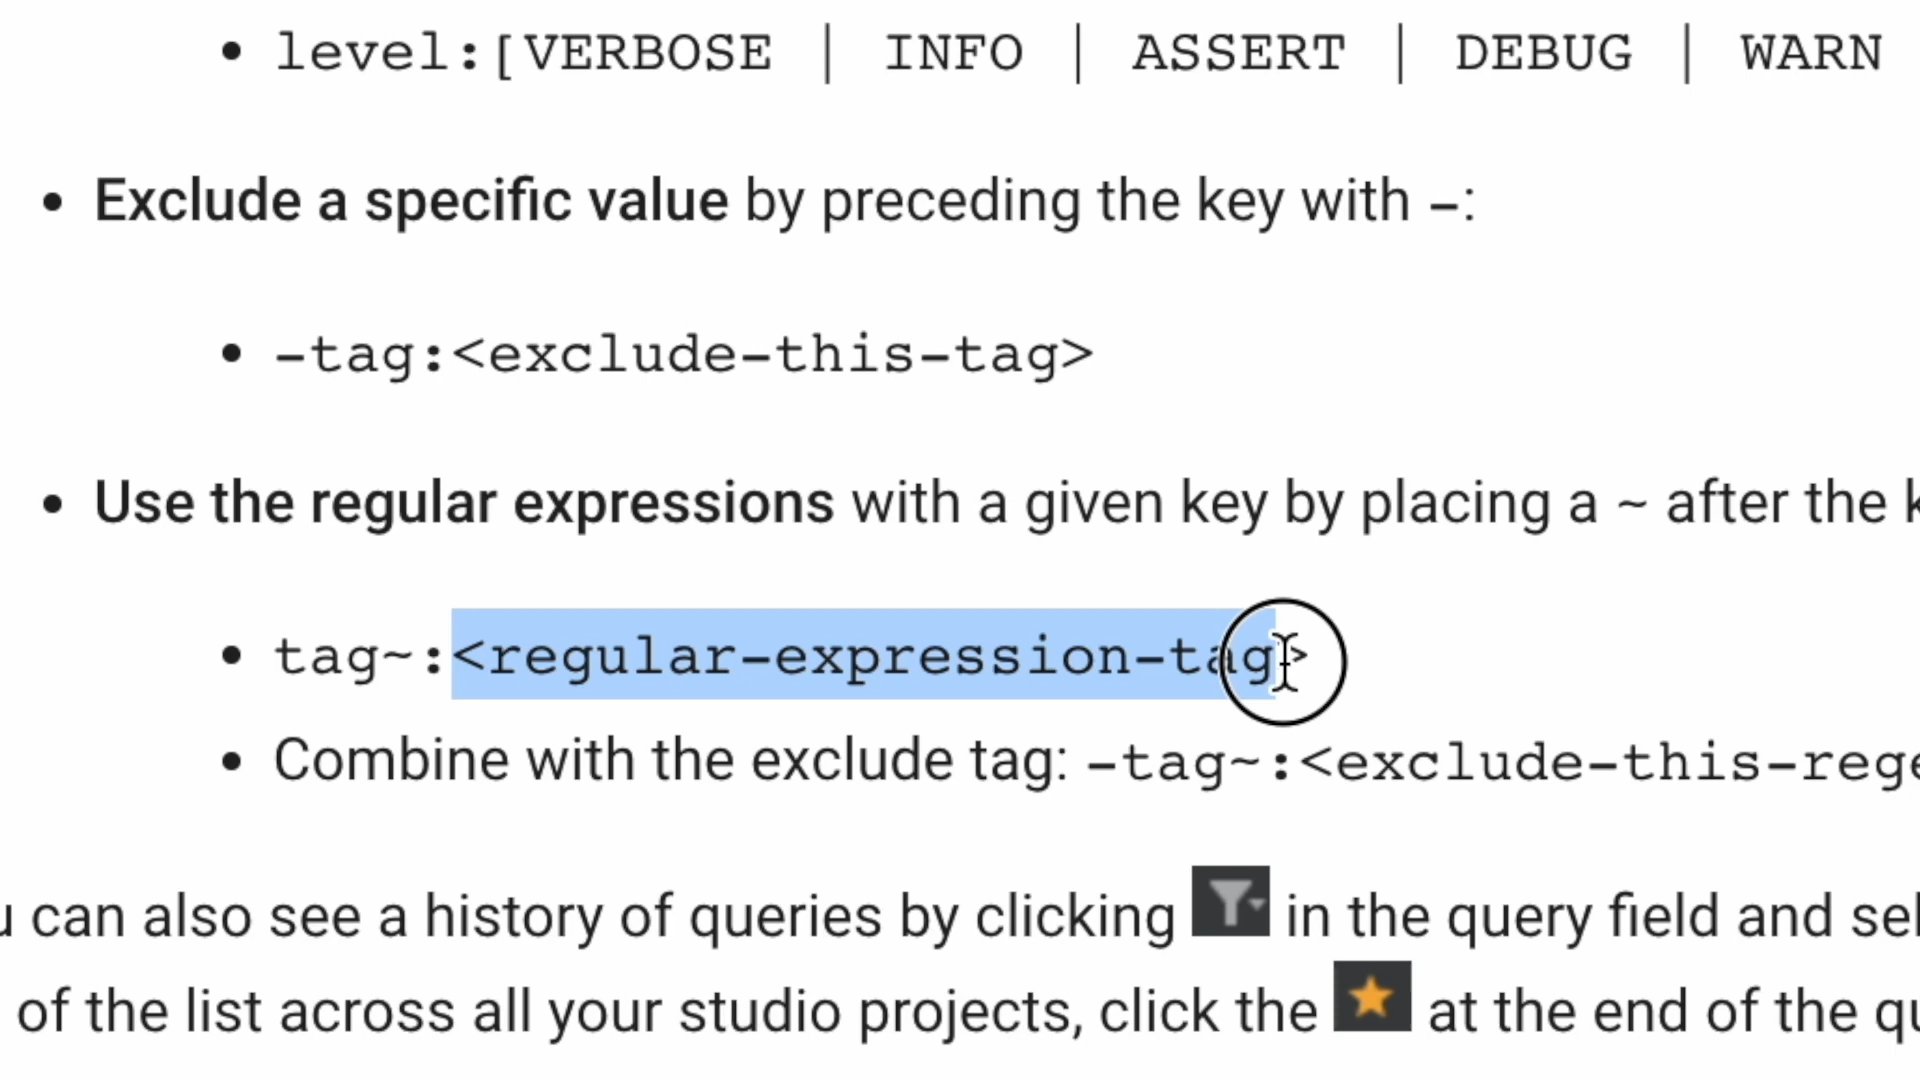 • level:[VERBOSE | INFO | ASSERT | DEBUG | WARN
• Exclude a specific value by preceding the key with -:
• -tag:<exclude-this-tag>
• Use the regular expressions with a given key by placing a ~ after the
• tag~:<regular-expression-tag>
• Combine with the exclude tag: -tag~:<exclude-this-rege
can also see a history of queries by clicking in the query field and sel
of the list across all your studio projects, click the at the end of the qu